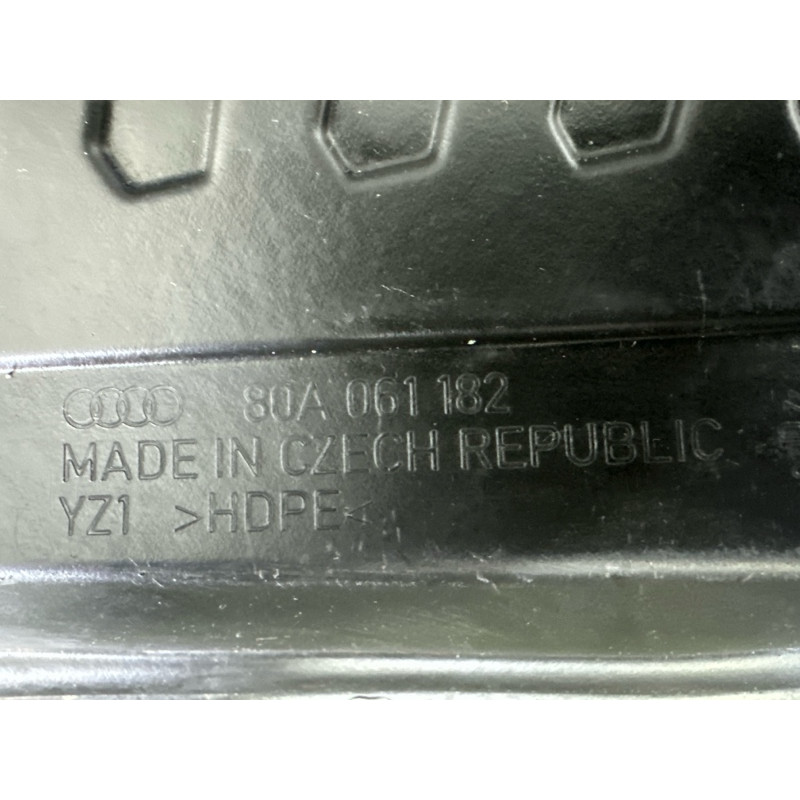 80A 061 182
MADE IN CZECH REPUBLIC
YZ1 >HDPE<